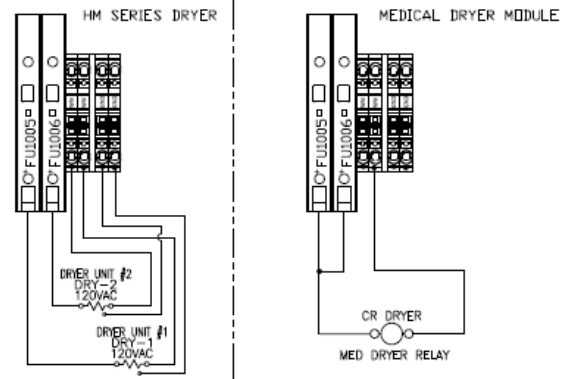 HM SERIES DRYER
FU1005
FU1006
DRYER UNIT #2
DRY-2
120VAC
DRYER UNIT #1
DRY-1
120VAC
MEDICAL DRYER MODULE
FU1005
FU1006
CR DRYER
MED DRYER RELAY